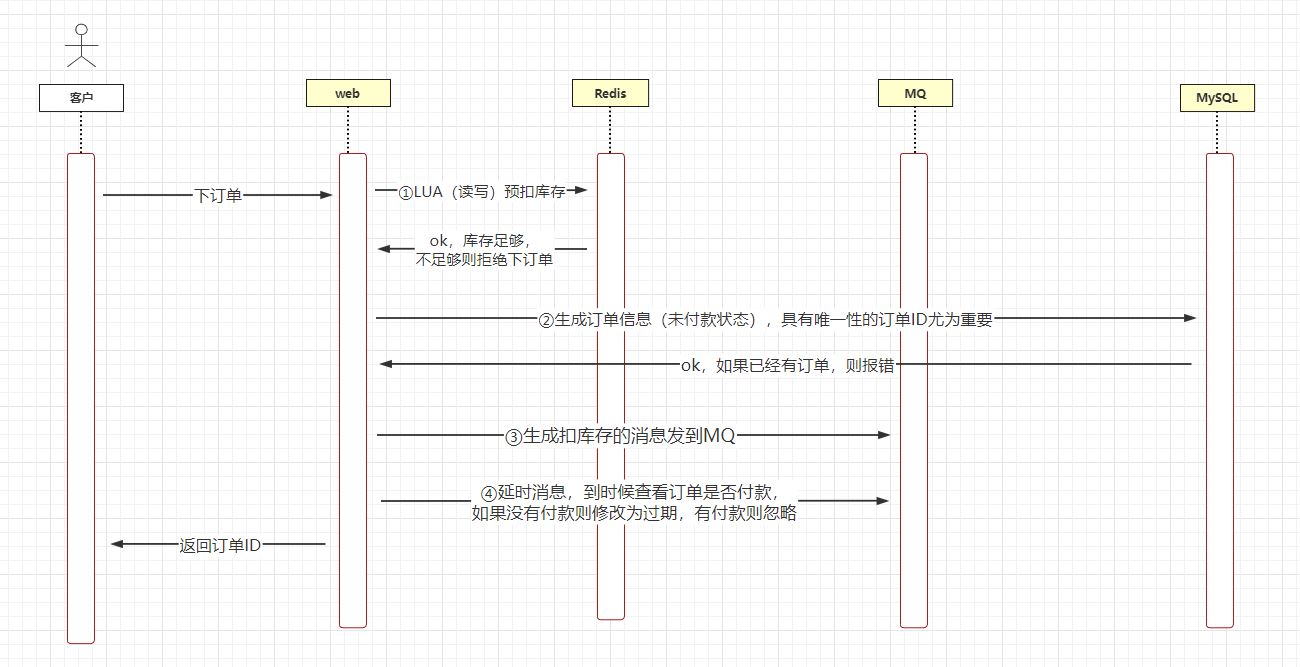 客户
web
Redis
MQ
MySQL
下订单
①LUA（读写）预扣库存
ok，库存足够，
不足够则拒绝下订单
②生成订单信息（未付款状态），具有唯一性的订单ID尤为重要
ok，如果已经有订单，则报错
③生成扣库存的消息发到MQ
④延时消息，到时候查看订单是否付款，
如果没有付款则修改为过期，有付款则忽略
返回订单ID